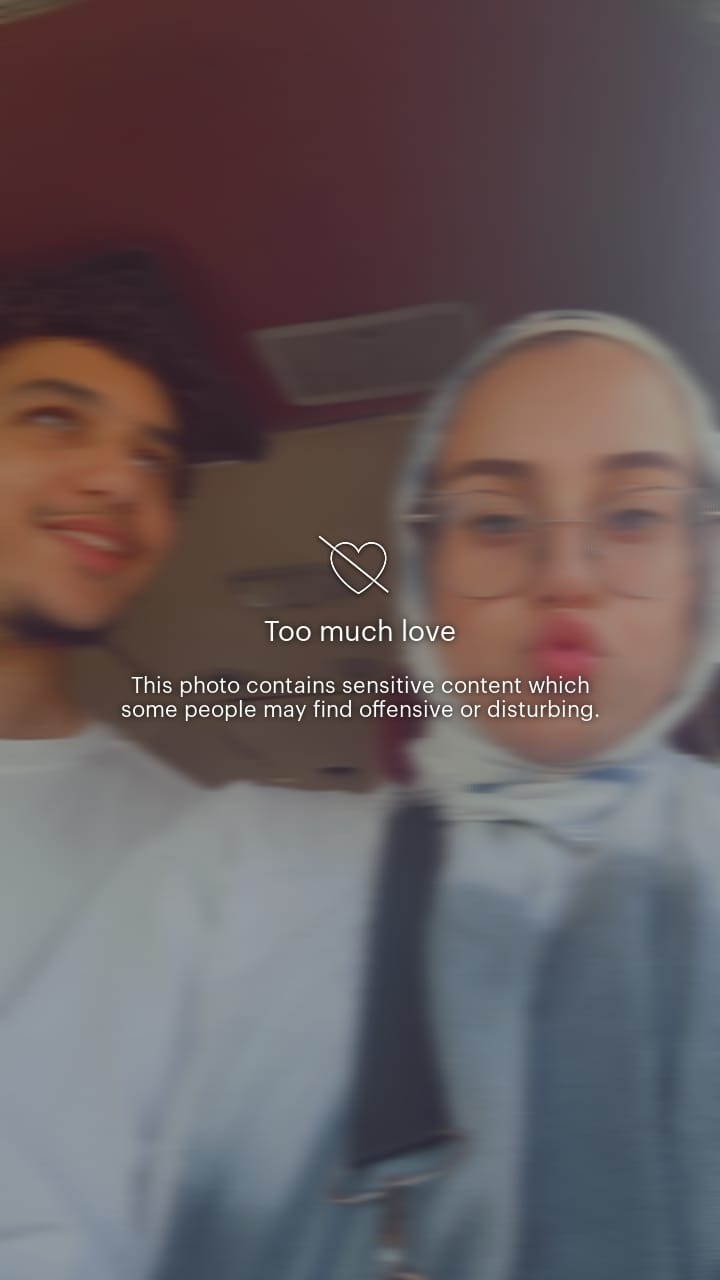 Too much love
This photo contains sensitive content which
some people may find offensive or disturbing.